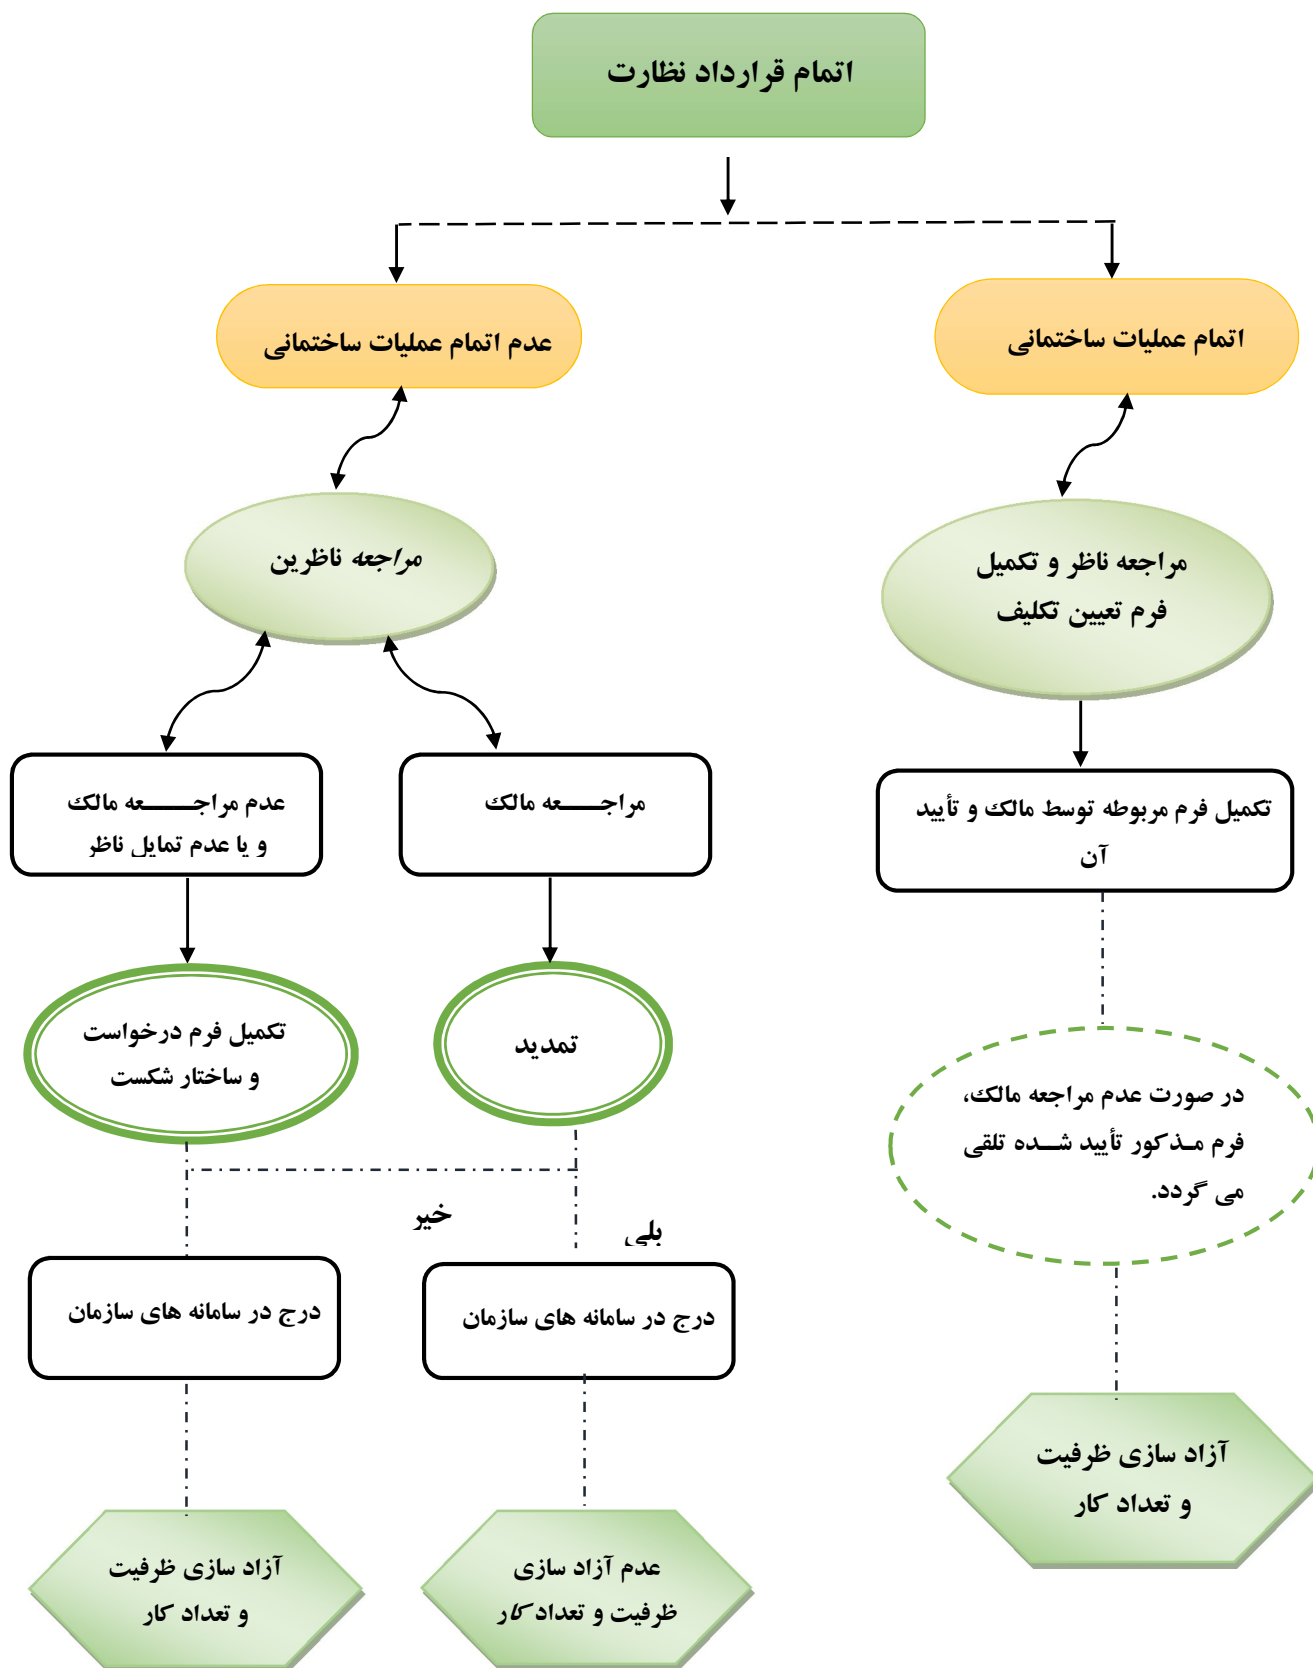 اتمام قرارداد نظارت
اتمام عملیات ساختمانی
عدم اتمام عملیات ساختمانی
مراجعه ناظر و تکمیل
فرم تعیین تکلیف
مراجعه ناظرین
تکمیل فرم مربوطه توسط مالک و تأیید
آن
مراجـــــعه مالک
عدم مراجـــــــعه مالک
و یا عدم تمایل ناظر
در صورت عدم مراجعه مالک،
فرم مـذکور تأیید شــده تلقی
می گردد.
تمدید
تکمیل فرم درخواست
و ساختار شکست
خیر
بلی
درج در سامانه های سازمان
درج در سامانه های سازمان
آزاد سازی ظرفیت
و تعداد کار
عدم آزاد سازی
ظرفیت و تعداد کار
آزاد سازی ظرفیت
و تعداد کار